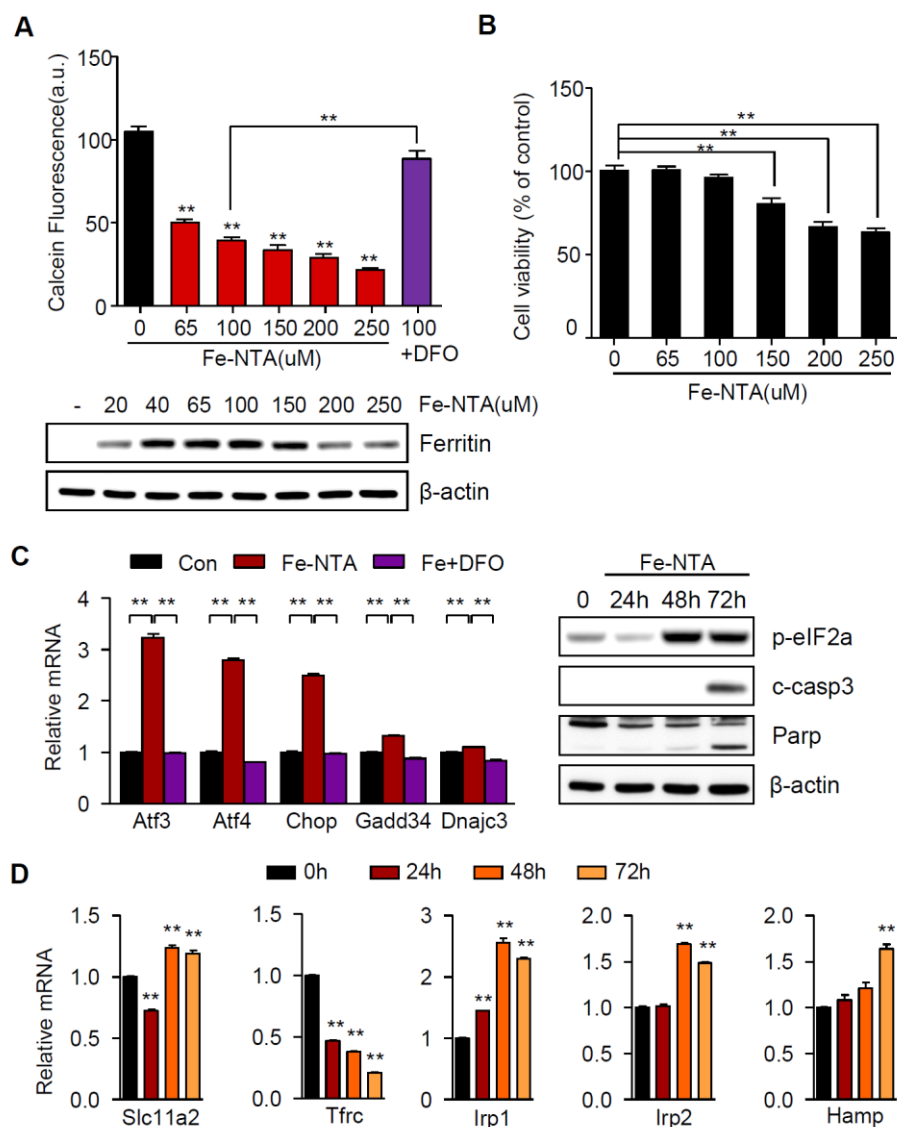 A
Calcein Fluorescence(a.u.)
150
100
50
0
**
**
**
**
**
**
0 65 100 150 200 250 100
+DFO
Fe-NTA(uM)
- 20 40 65 100 150 200 250 Fe-NTA(uM)
Ferritin
β-actin
B
Cell viability (% of control)
150
100
50
0
**
**
**
0 65 100 150 200 250
Fe-NTA(uM)
C
Con Fe-NTA Fe+DFO
Relative mRNA
4
3
2
1
0
** ** ** ** ** ** ** ** ** **
Atf3 Atf4 Chop Gadd34 Dnajc3
Fe-NTA
0 24h 48h 72h
p-eIF2a
c-casp3
Parp
β-actin
D
0h 24h 48h 72h
Relative mRNA
1.5
1.0
0.5
0.0
**
**
**
Slc11a2
1.5
1.0
0.5
0.0
**
**
**
Tfrc
3
2
1
0
**
**
**
Irp1
2.0
1.5
1.0
0.5
0.0
**
**
Irp2
2.0
1.5
1.0
0.5
0.0
**
Hamp